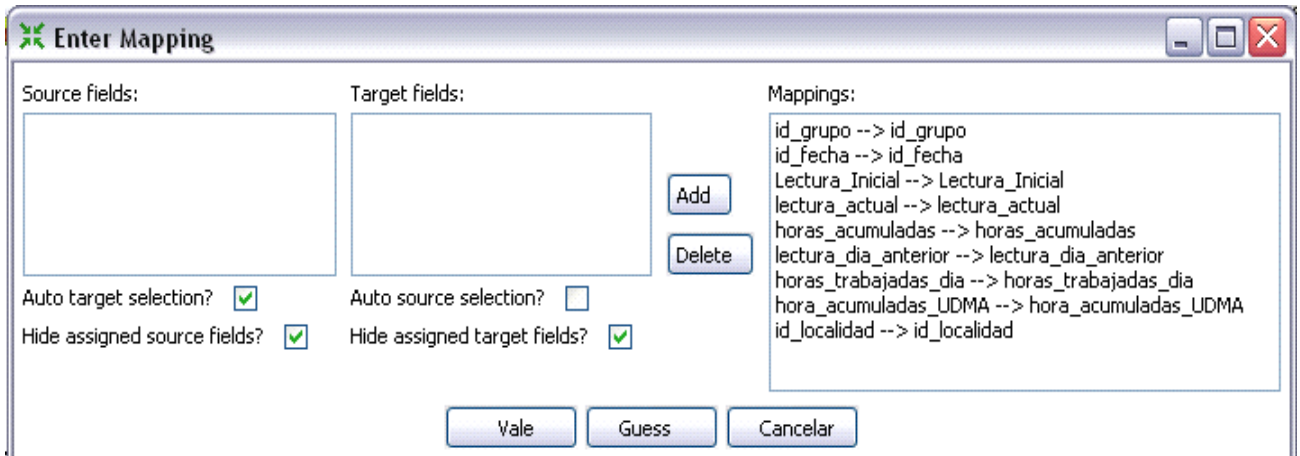 Enter Mapping
Source fields:
Target fields:
Mappings:
id_grupo --> id_grupo
id_fecha --> id_fecha
Lectura_Inicial --> Lectura_Inicial
lectura_actual --> lectura_actual
horas_acumuladas --> horas_acumuladas
lectura_dia_anterior --> lectura_dia_anterior
horas_trabajadas_dia --> horas_trabajadas_dia
hora_acumuladas_UDMA --> hora_acumuladas_UDMA
id_localidad --> id_localidad
Add
Delete
Auto target selection?
Auto source selection?
Hide assigned source fields?
Hide assigned target fields?
Vale
Guess
Cancelar